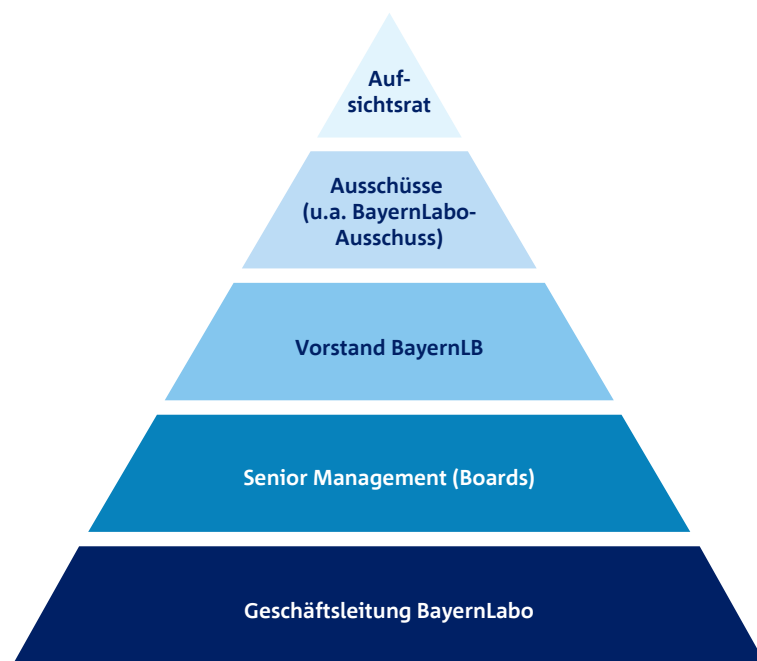 Auf-
sichtsrat
Ausschüsse
(u.a. BayernLabo-
Ausschuss)
Vorstand BayernLB
Senior Management (Boards)
Geschäftsleitung BayernLabo